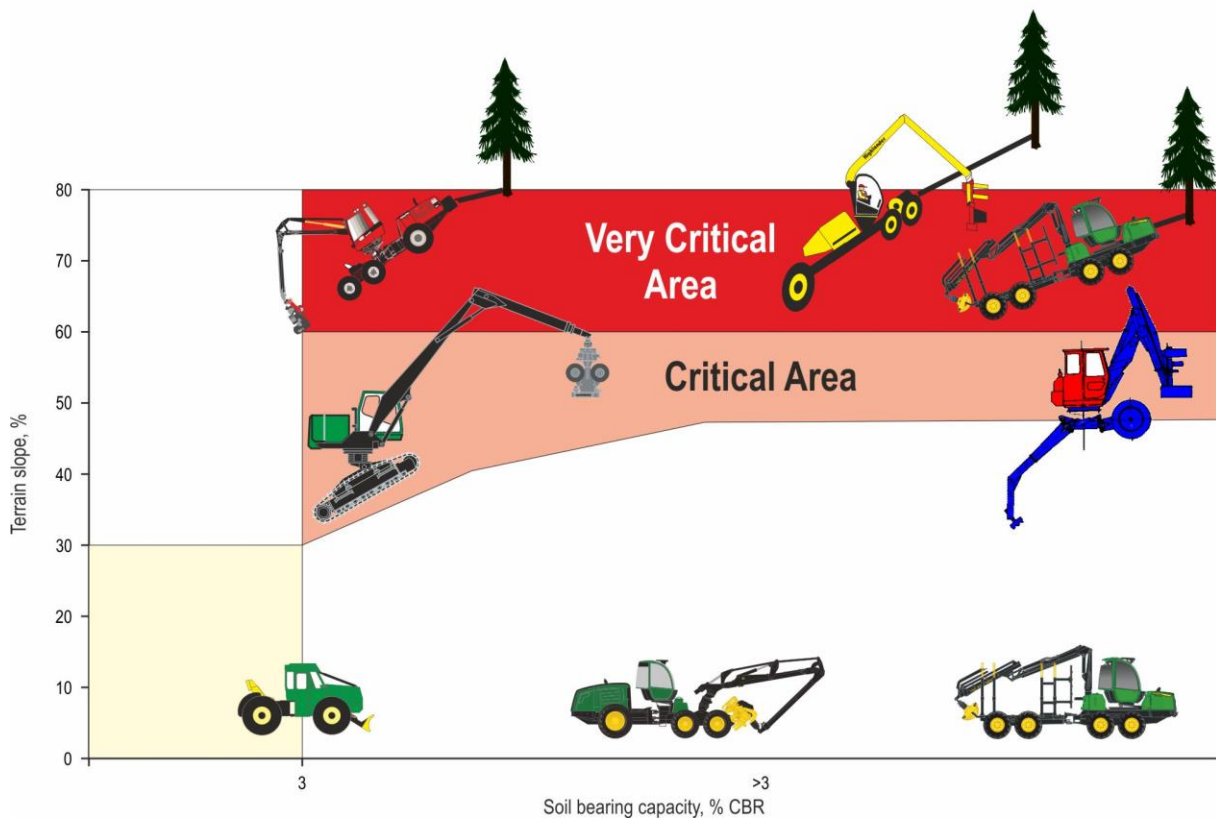 Highlander
80
70
60
50
40
30
20
10
0
Terrain slope, %
Very Critical
Area
Critical Area
3
>3
Soil bearing capacity, % CBR